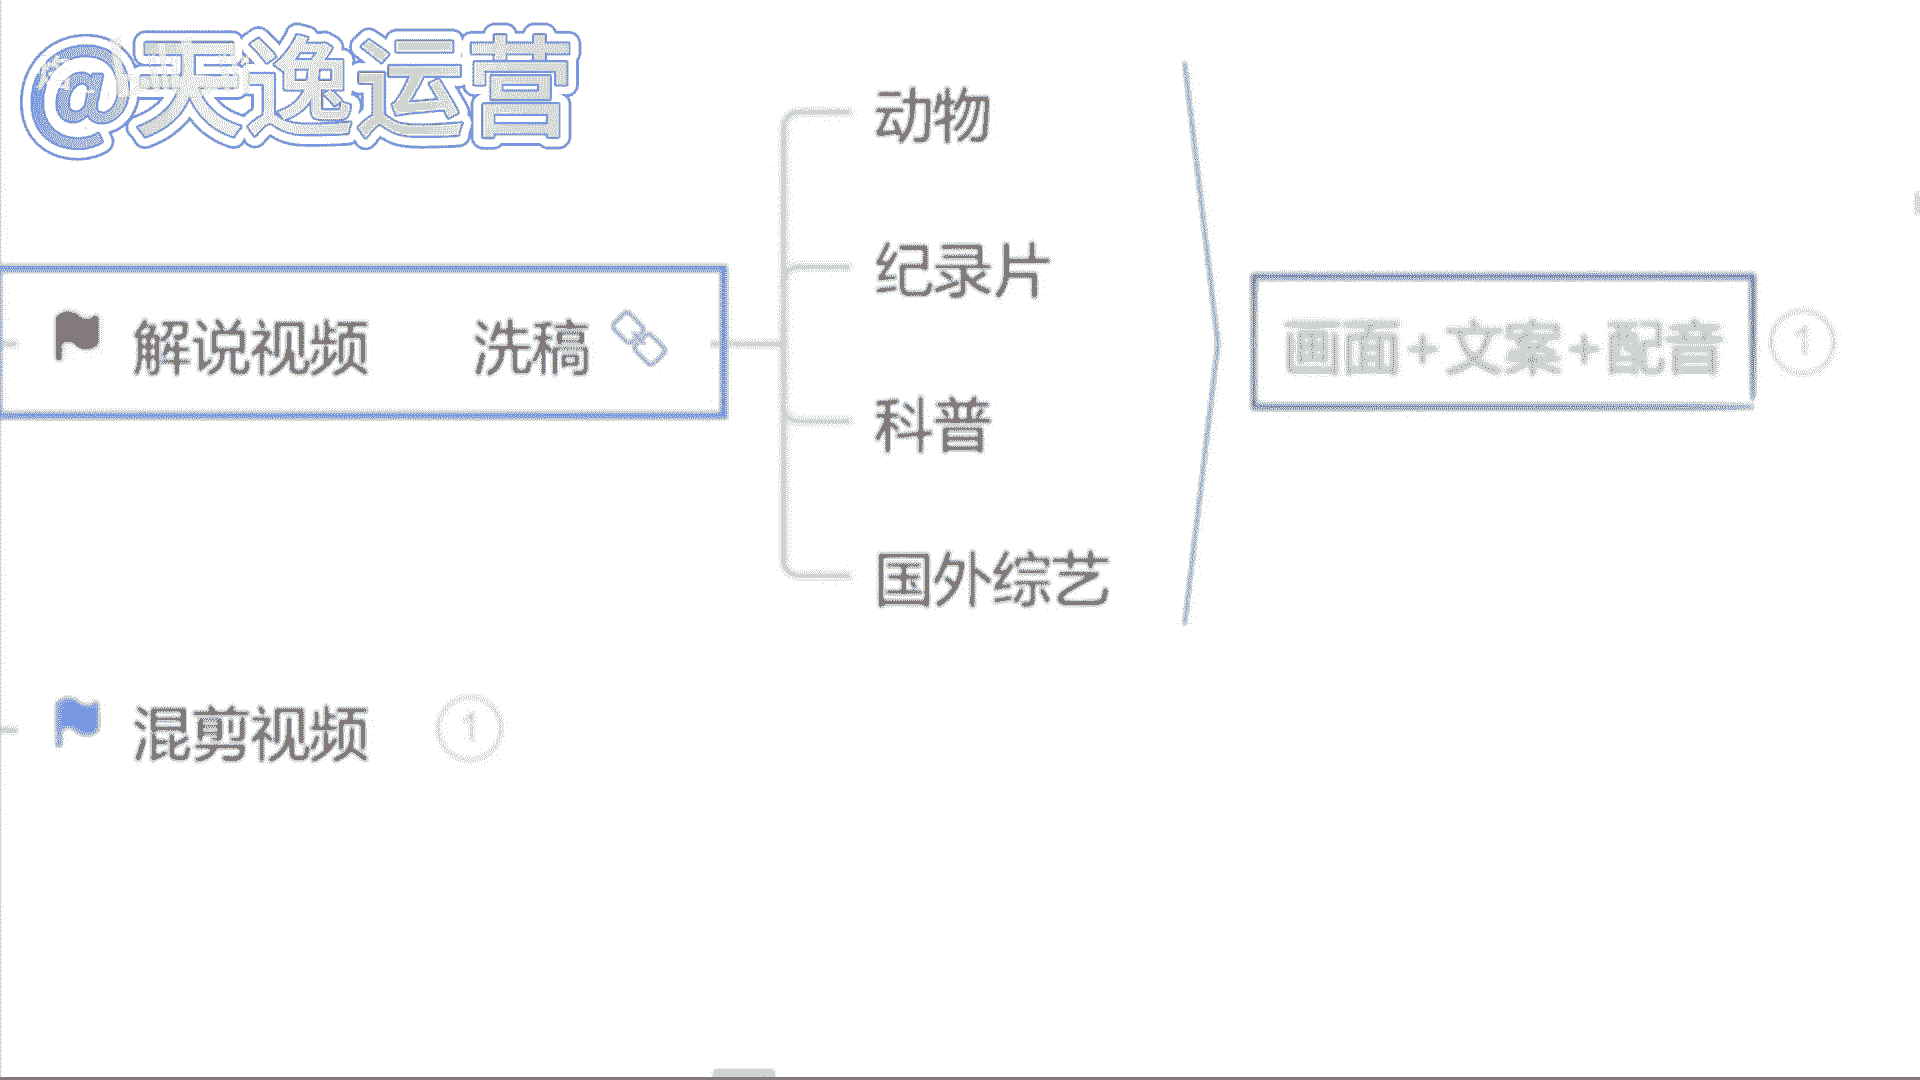 @天逸运营
动物
纪录片
解说视频 洗稿
画面+文案+配音 1
科普
国外综艺
混剪视频 1